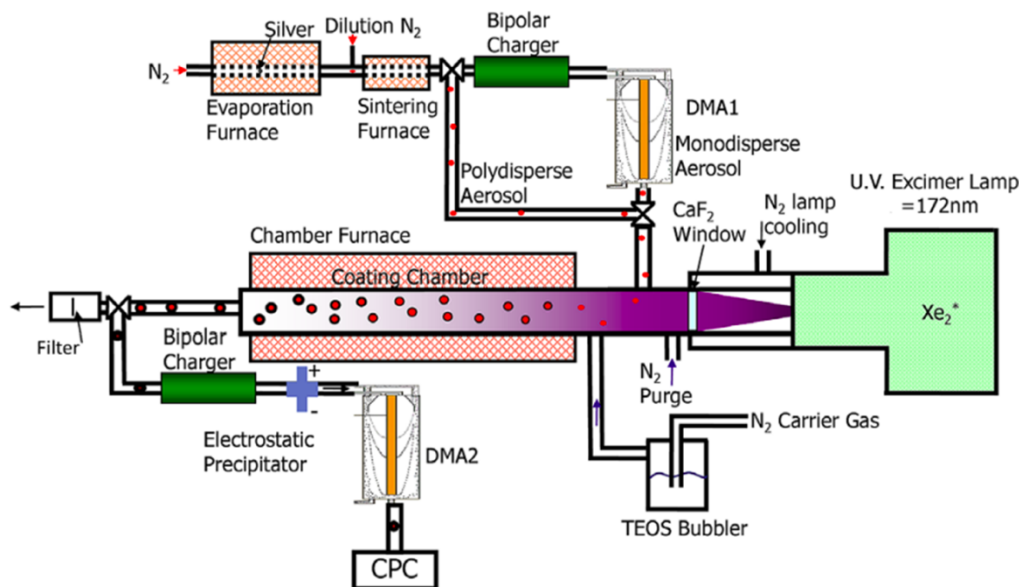 Silver
Dilution N₂
Bipolar
Charger
N₂
Evaporation
Furnace
Sintering
Furnace
DMA1
Monodisperse
Aerosol
Polydisperse
Aerosol
U.V. Excimer Lamp
=172nm
N₂ lamp
cooling
CaF₂
Window
Chamber Furnace
Coating Chamber
Xe₂*
Filter
Bipolar
Charger
+
-
N₂
Purge
Electrostatic
Precipitator
DMA2
N₂ Carrier Gas
TEOS Bubbler
CPC